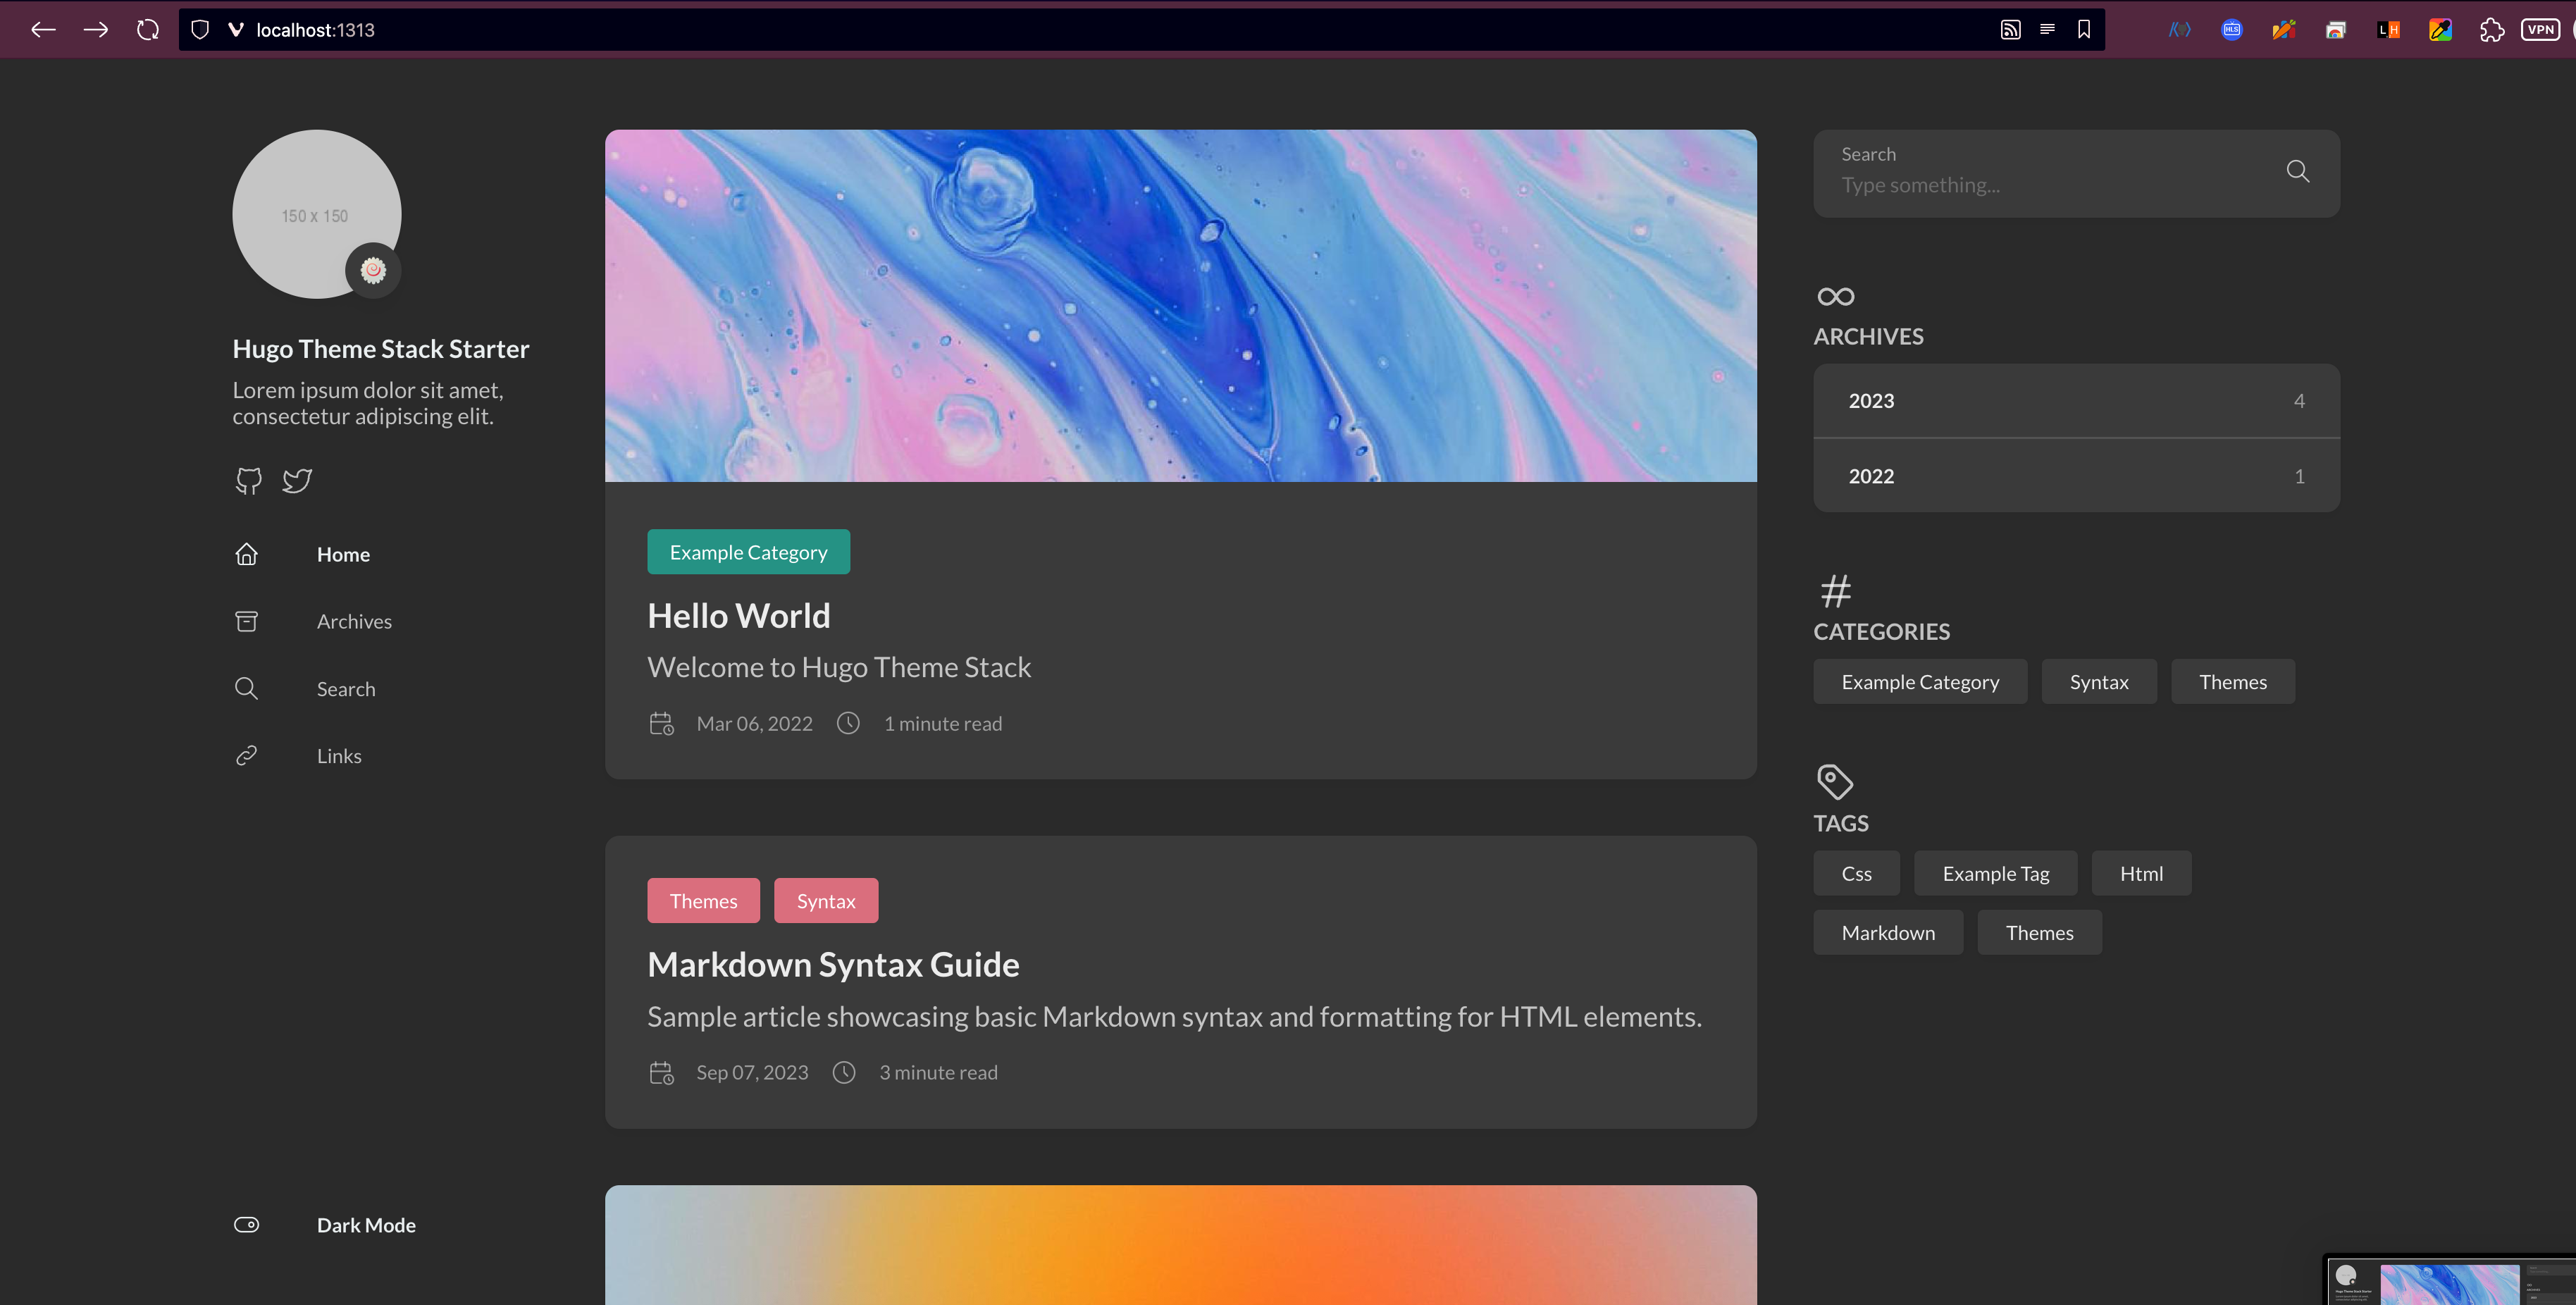 localhost:1313
VPN
HLS
LH
150 x 150
Hugo Theme Stack Starter
Lorem ipsum dolor sit amet,
consectetur adipiscing elit.
Home
Archives
Search
Links
Dark Mode
Example Category
Hello World
Welcome to Hugo Theme Stack
Mar 06, 2022 1 minute read
Themes Syntax
Markdown Syntax Guide
Sample article showcasing basic Markdown syntax and formatting for HTML elements.
Sep 07, 2023 3 minute read
Search
Type something...
ARCHIVES
2023 4
2022 1
CATEGORIES
Example Category Syntax Themes
TAGS
Css Example Tag Html
Markdown Themes